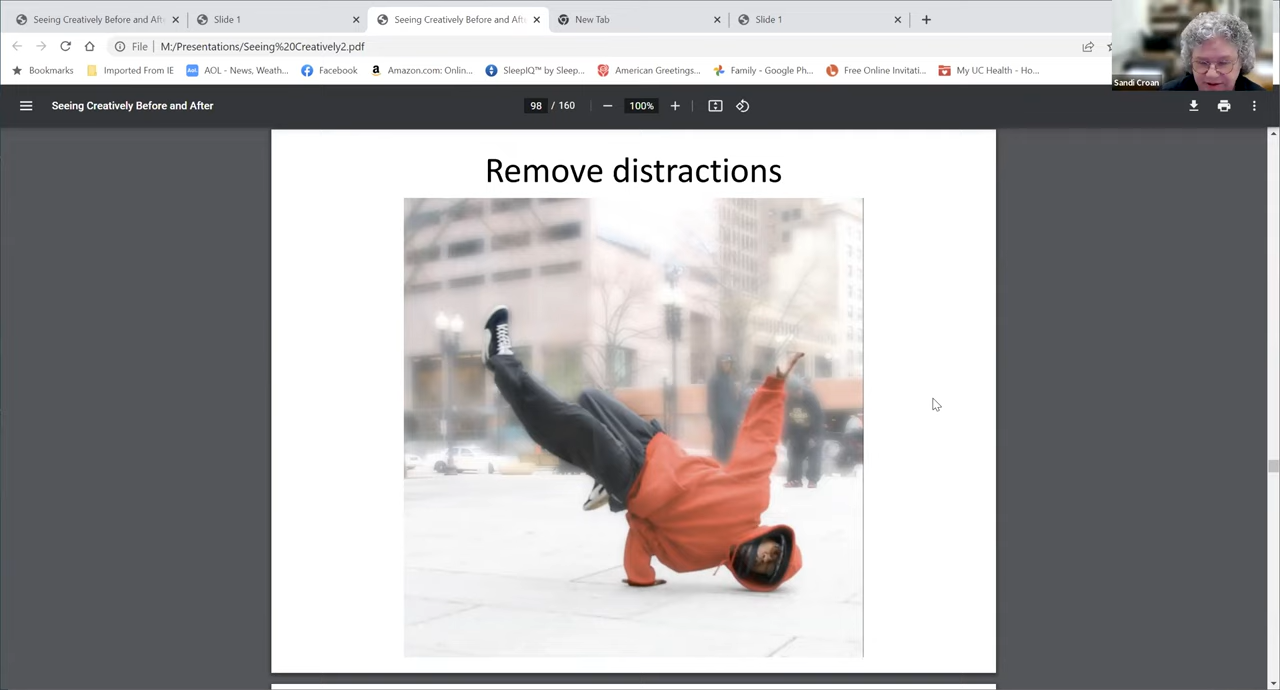 Seeing Creatively Before and Afte
Slide 1
Seeing Creatively Before and Afte
New Tab
Slide 1
File M:/Presentations/Seeing%20Creatively2.pdf
Bookmarks Imported From IE AOL - News, Weath... Facebook Amazon.com: Onlin... SleepIQ™ by Sleep... American Greetings... Family - Google Ph... Free Online Invitati... My UC Health - Ho...
Sandi Croan
Seeing Creatively Before and After
98 / 160
100%
Remove distractions